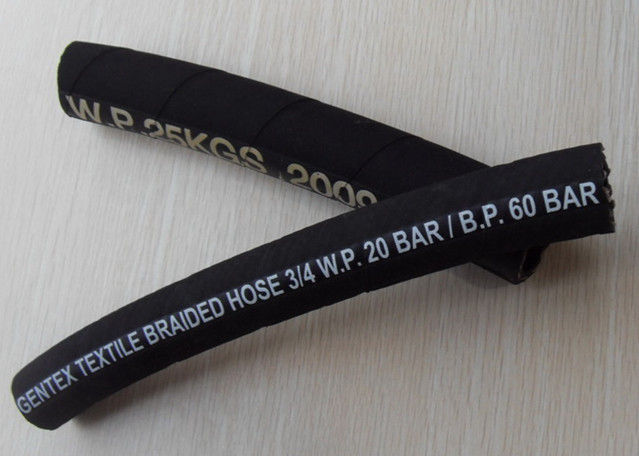 W.P.25KGS 2009
GENTEX TEXTILE BRAIDED HOSE 3/4 W.P. 20 BAR / B.P. 60 BAR